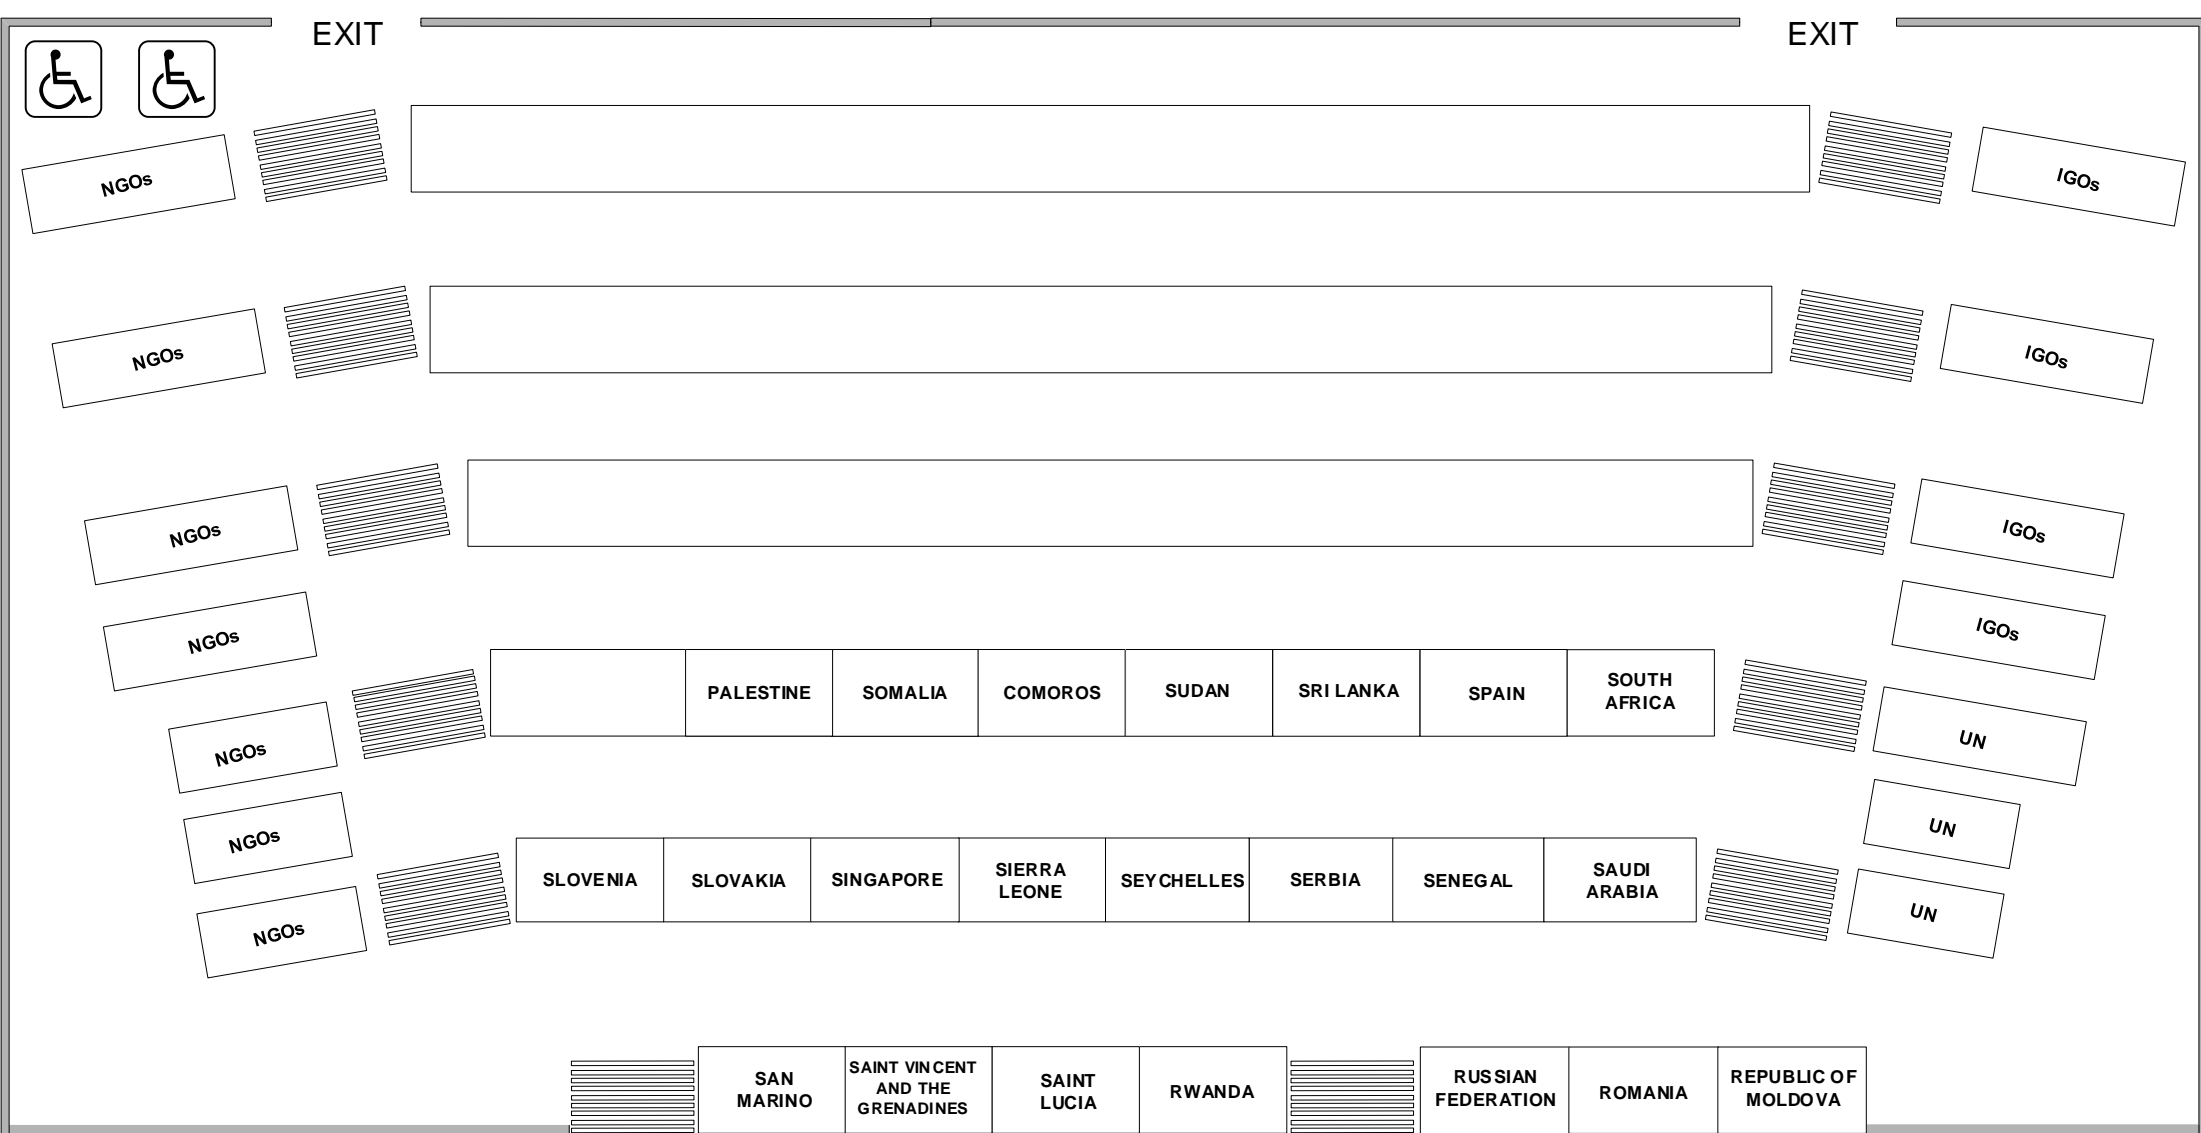 EXIT
EXIT
NGOs
IGOs
NGOs
IGOs
NGOs
IGOs
NGOs
IGOs
PALESTINE
SOMALIA
COMOROS
SUDAN
SRI LANKA
SPAIN
SOUTH
AFRICA
NGOs
UN
NGOs
UN
SLOVENIA
SLOVAKIA
SINGAPORE
SIERRA
LEONE
SEYCHELLES
SERBIA
SENEGAL
SAUDI
ARABIA
NGOs
UN
SAN
MARINO
SAINT VINCENT
AND THE
GRENADINES
SAINT
LUCIA
RWANDA
RUSSIAN
FEDERATION
ROMANIA
REPUBLIC OF
MOLDOVA